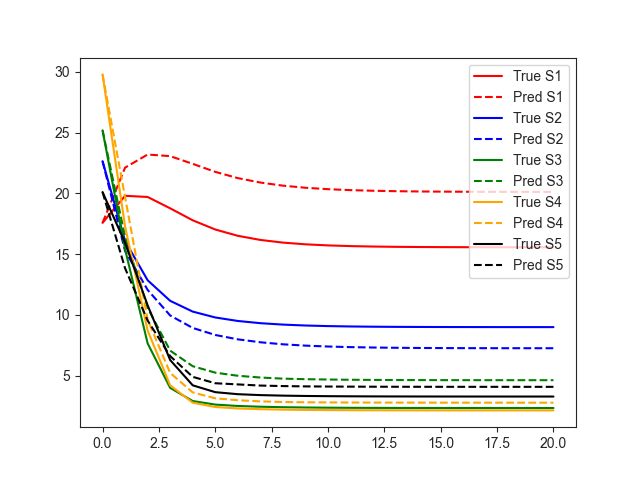 30
25
20
15
10
5
0.0 2.5 5.0 7.5 10.0 12.5 15.0 17.5 20.0
True S1
Pred S1
True S2
Pred S2
True S3
Pred S3
True S4
Pred S4
True S5
Pred S5